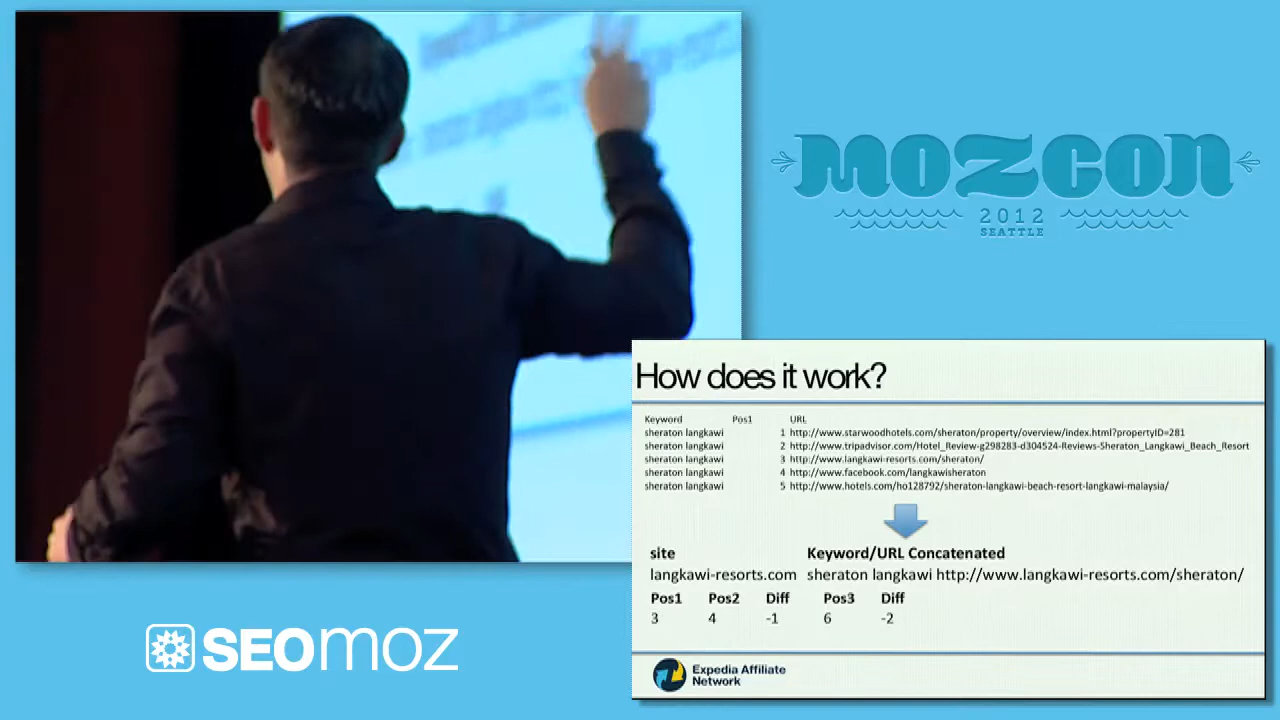 MOZCON
2012
SEATTLE
How does it work?
Keyword Pos1 URL
sheraton langkawi 1 http://www.starwoodhotels.com/sheraton/property/overview/index.html?propertyID=281
sheraton langkawi 2 http://www.tripadvisor.com/Hotel_Review-g298283-d304524-Reviews-Sheraton_Langkawi_Beach_Resort
sheraton langkawi 3 http://www.langkawi-resorts.com/sheraton/
sheraton langkawi 4 http://www.facebook.com/langkawisheraton
sheraton langkawi 5 http://www.hotels.com/ho128792/sheraton-langkawi-beach-resort-langkawi-malaysia/
site Keyword/URL Concatenated
langkawi-resorts.com sheraton langkawi http://www.langkawi-resorts.com/sheraton/
Pos1 Pos2 Diff Pos3 Diff
3 4 -1 6 -2
Expedia Affiliate
Network
SEOmoz